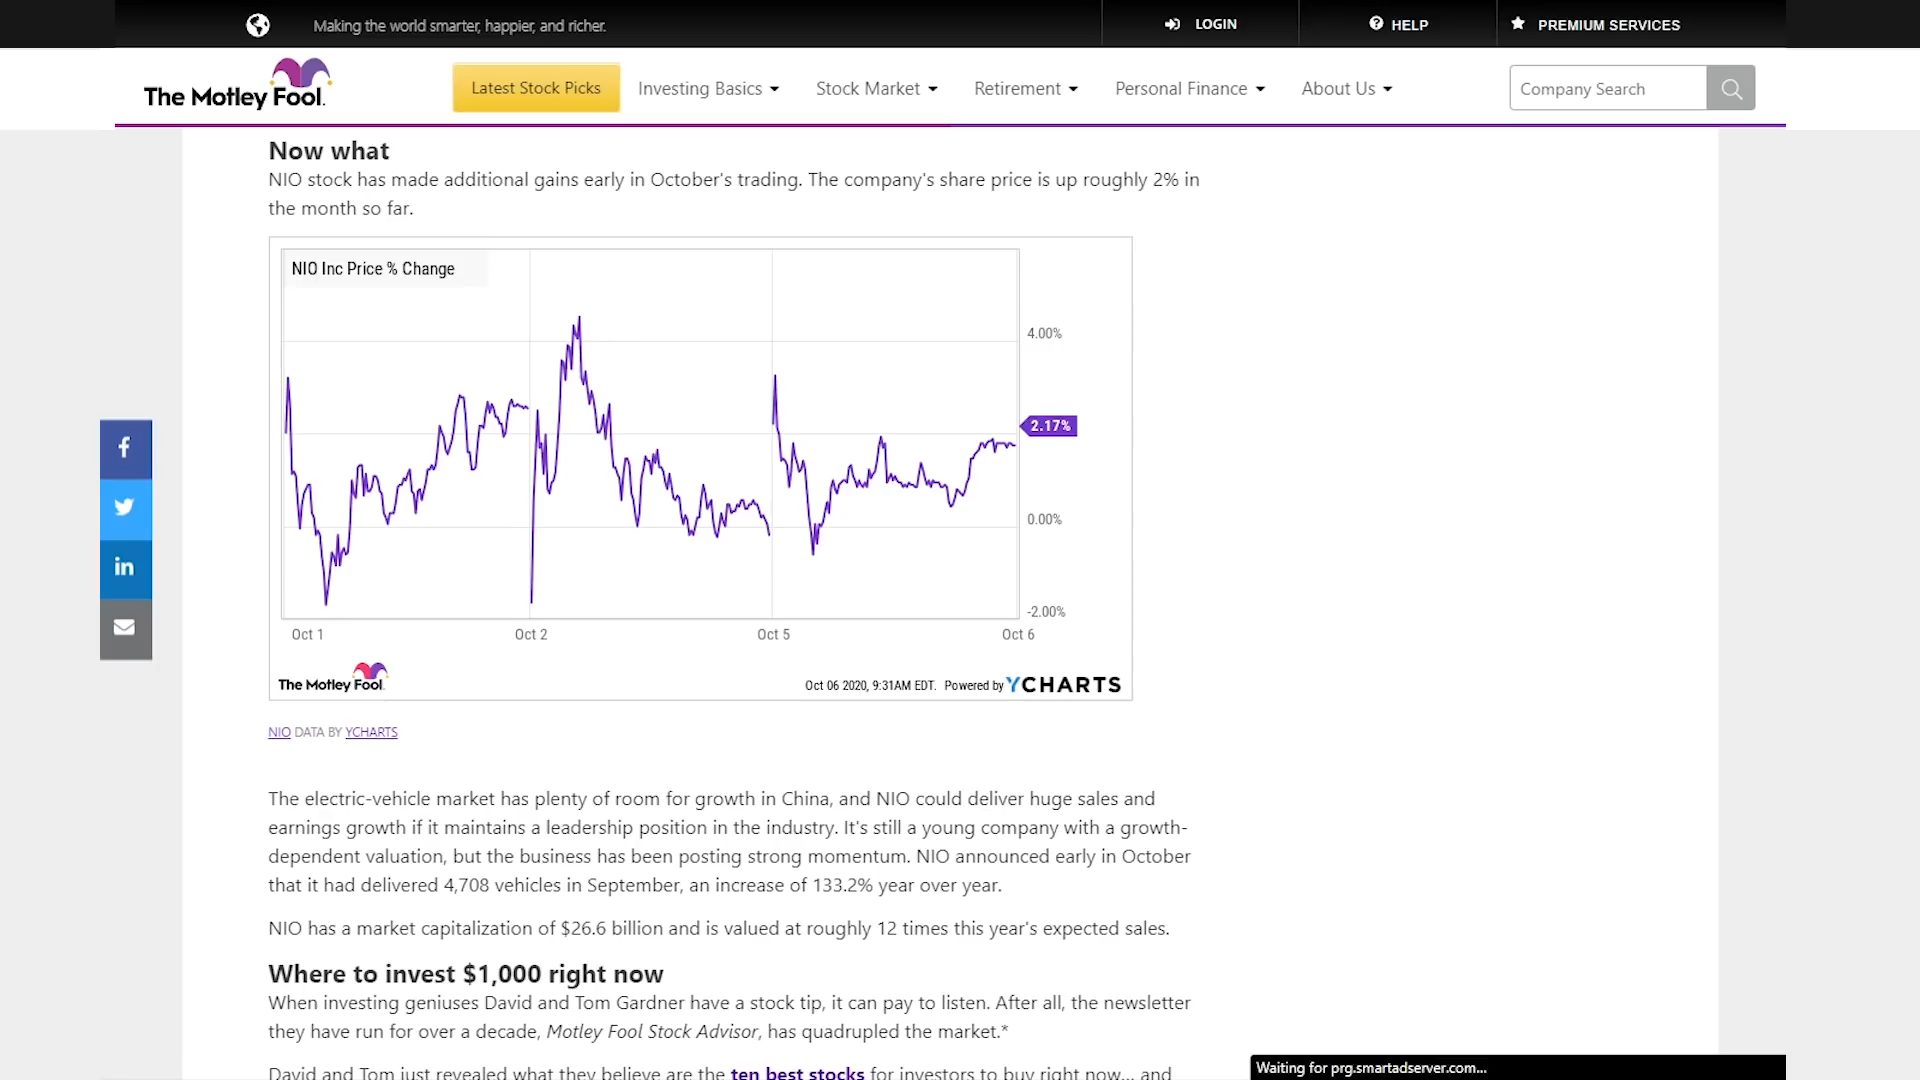 Making the world smarter, happier, and richer.
LOGIN
HELP
PREMIUM SERVICES
The Motley Fool.
Latest Stock Picks
Investing Basics
Stock Market
Retirement
Personal Finance
About Us
Company Search
Now what
NIO stock has made additional gains early in October's trading. The company's share price is up roughly 2% in
the month so far.
NIO Inc Price % Change
4.00%
2.17%
0.00%
-2.00%
Oct 1
Oct 2
Oct 5
Oct 6
The Motley Fool.
Oct 06 2020, 9:31AM EDT. Powered by YCHARTS
NIO DATA BY YCHARTS
The electric-vehicle market has plenty of room for growth in China, and NIO could deliver huge sales and
earnings growth if it maintains a leadership position in the industry. It's still a young company with a growth-
dependent valuation, but the business has been posting strong momentum. NIO announced early in October
that it had delivered 4,708 vehicles in September, an increase of 133.2% year over year.
NIO has a market capitalization of $26.6 billion and is valued at roughly 12 times this year's expected sales.
Where to invest $1,000 right now
When investing geniuses David and Tom Gardner have a stock tip, it can pay to listen. After all, the newsletter
they have run for over a decade, Motley Fool Stock Advisor, has quadrupled the market.*
David and Tom just revealed what they believe are the ten best stocks for investors to buy right now... and
Waiting for prg.smartadserver.com...